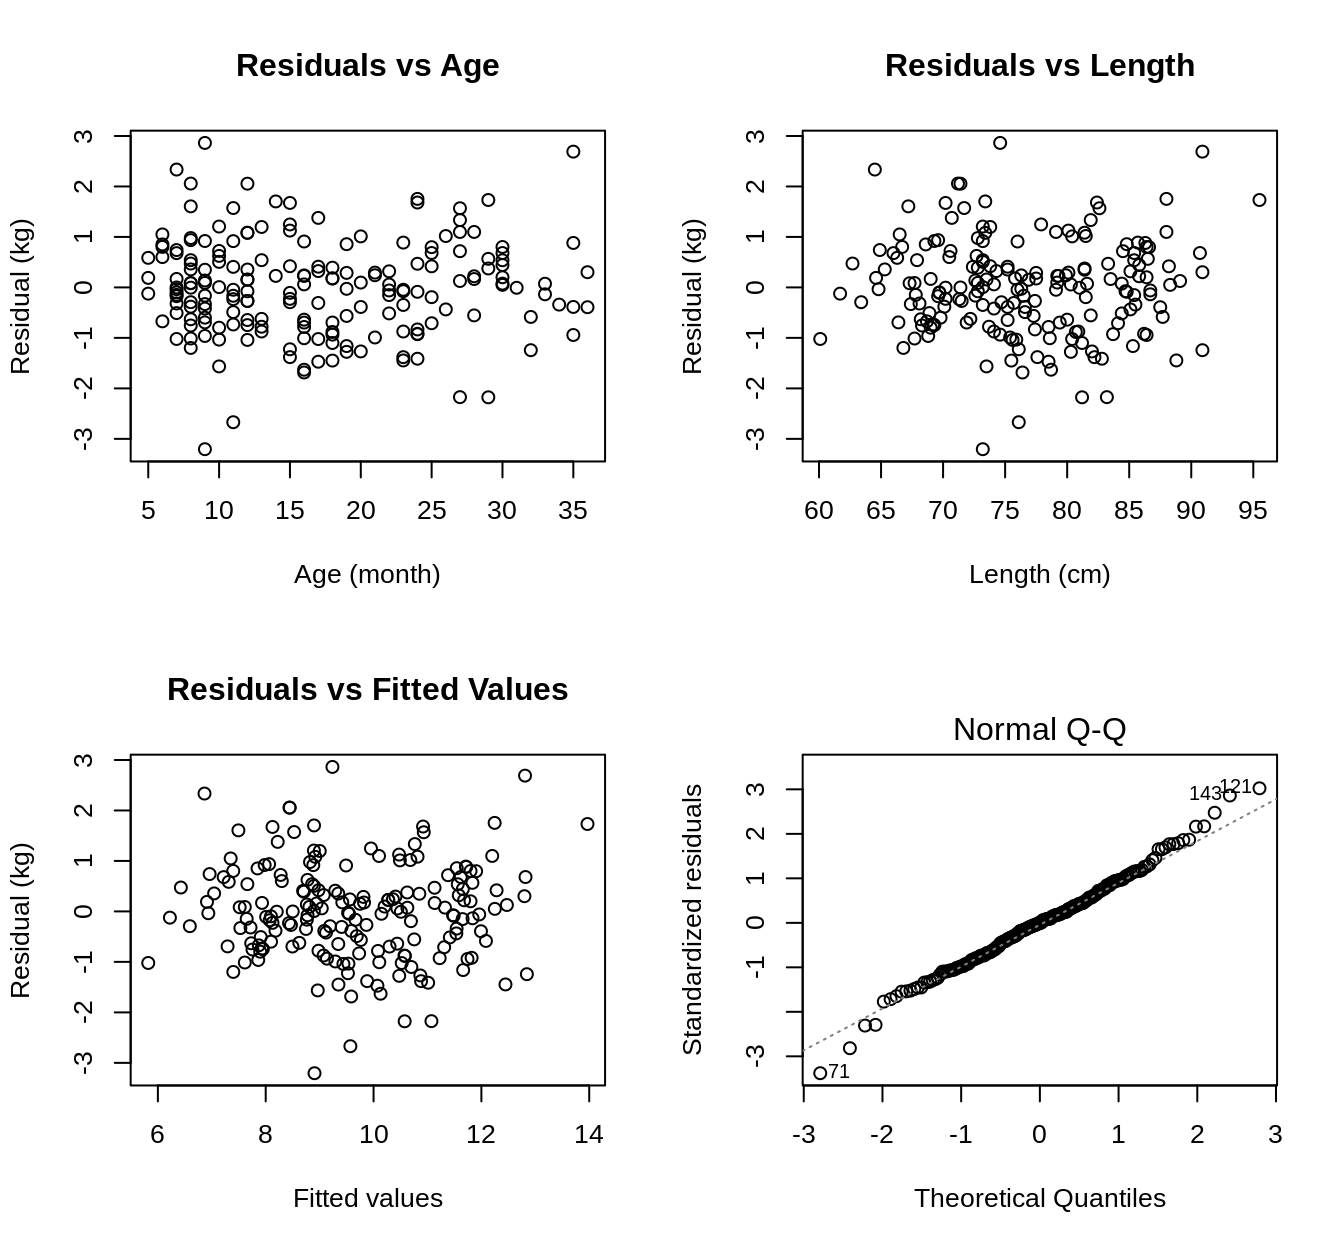 Residuals vs Age
Residual (kg)
3
2
1
0
-1
-2
-3
5 10 15 20 25 30 35
Age (month)
Residuals vs Length
Residual (kg)
3
2
1
0
-1
-2
-3
60 65 70 75 80 85 90 95
Length (cm)
Residuals vs Fitted Values
Residual (kg)
3
2
1
0
-1
-2
-3
6 8 10 12 14
Fitted values
Normal Q-Q
Standardized residuals
3
2
1
0
-1
-3
143
121
71
-3 -2 -1 0 1 2 3
Theoretical Quantiles